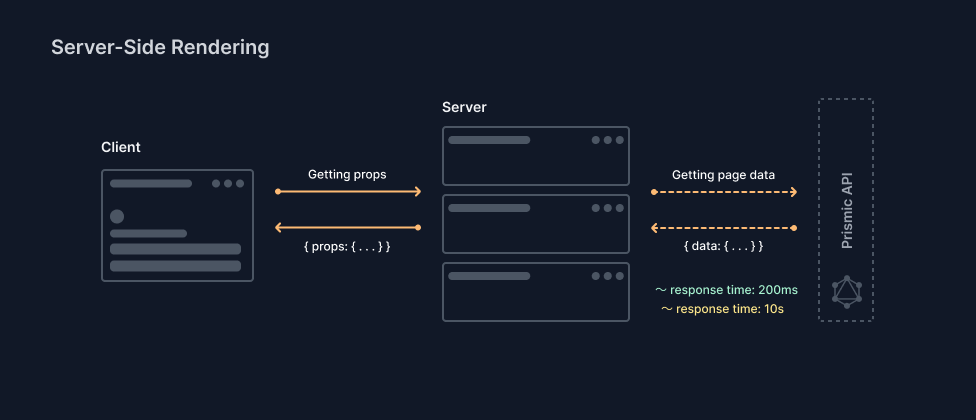 Server-Side Rendering
Client
Server
Getting props
{ props: { . . . } }
Getting page data
{ data: { . . . } }
～ response time: 200ms
～ response time: 10s
Prismic API